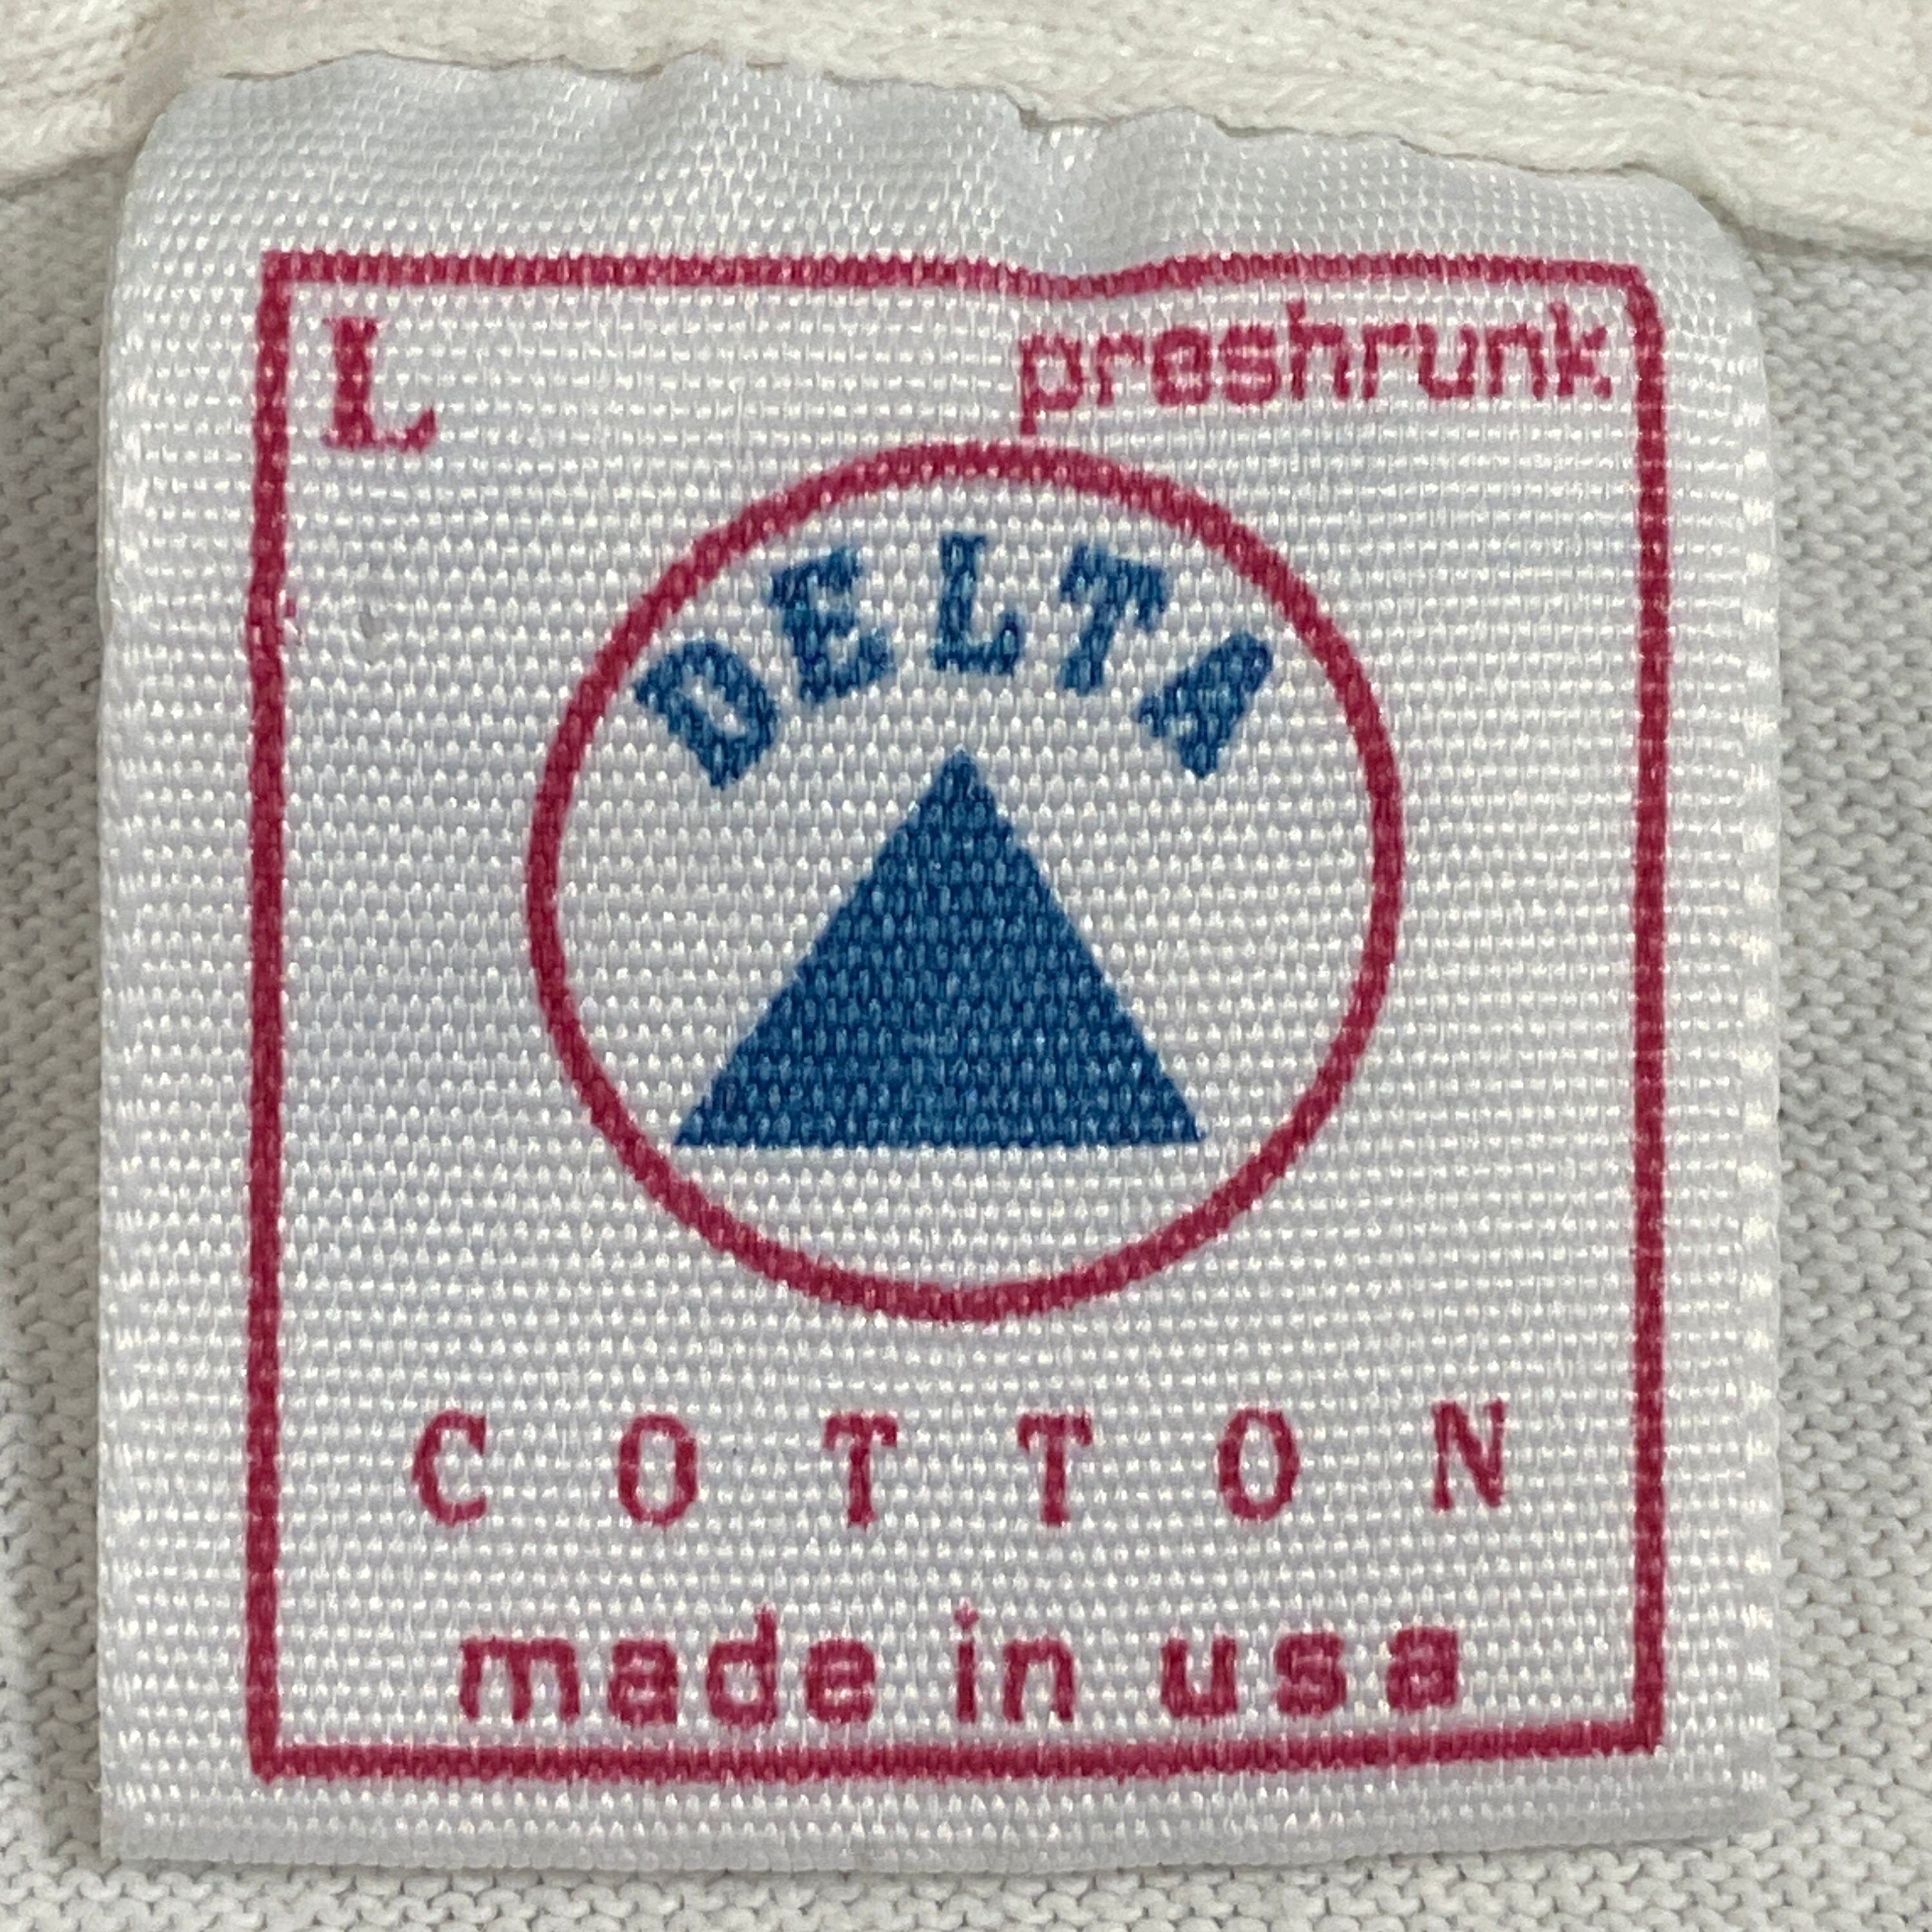 L preshrunk
DELTA
COTTON
made in usa